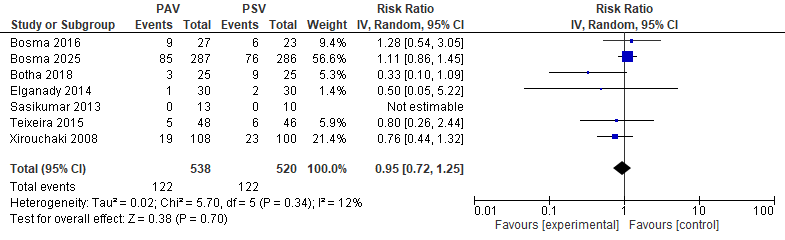 PAV PSV Risk Ratio Risk Ratio
Study or Subgroup Events Total Events Total Weight IV, Random, 95% CI IV, Random, 95% CI
Bosma 2016 9 27 6 23 9.4% 1.28 [0.54, 3.05]
Bosma 2025 85 287 76 286 56.6% 1.11 [0.86, 1.45]
Botha 2018 3 25 9 25 5.3% 0.33 [0.10, 1.09]
Elganady 2014 1 30 2 30 1.4% 0.50 [0.05, 5.22]
Sasikumar 2013 0 13 0 10 Not estimable
Teixeira 2015 5 48 6 46 5.9% 0.80 [0.26, 2.44]
Xirouchaki 2008 19 108 23 100 21.4% 0.76 [0.44, 1.32]
Total (95% CI) 538 520 100.0% 0.95 [0.72, 1.25]
Total events 122 122
Heterogeneity: Tau² = 0.02; Chi² = 5.70, df = 5 (P = 0.34); I² = 12%
Test for overall effect: Z = 0.38 (P = 0.70)
0.01 0.1 1 10 100
Favours [experimental] Favours [control]